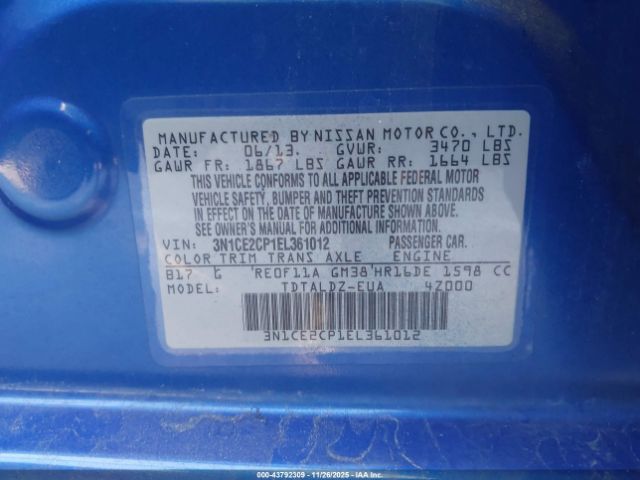 MANUFACTURED BY NISSAN MOTOR CO., LTD.
DATE: 06/13. GVWR: 3470 LBS
GAWR FR: 1867 LBS GAWR RR: 1664 LBS
THIS VEHICLE CONFORMS TO ALL APPLICABLE FEDERAL MOTOR
VEHICLE SAFETY, BUMPER AND THEFT PREVENTION STANDARDS
IN EFFECT ON THE DATE OF MANUFACTURE SHOWN ABOVE.
SEE OWNER'S MANUAL FOR ADDITIONAL INFORMATION.
VIN: 3N1CE2CP1EL361012 PASSENGER CAR.
COLOR TRIM TRANS AXLE ENGINE
B17 G RE0F11A GM38 HR16DE 1598 CC
MODEL: TDTALDZ-EUA 4Z000
3N1CE2CP1EL361012
000-43792309 - 11/26/2025 - IAAI.COM